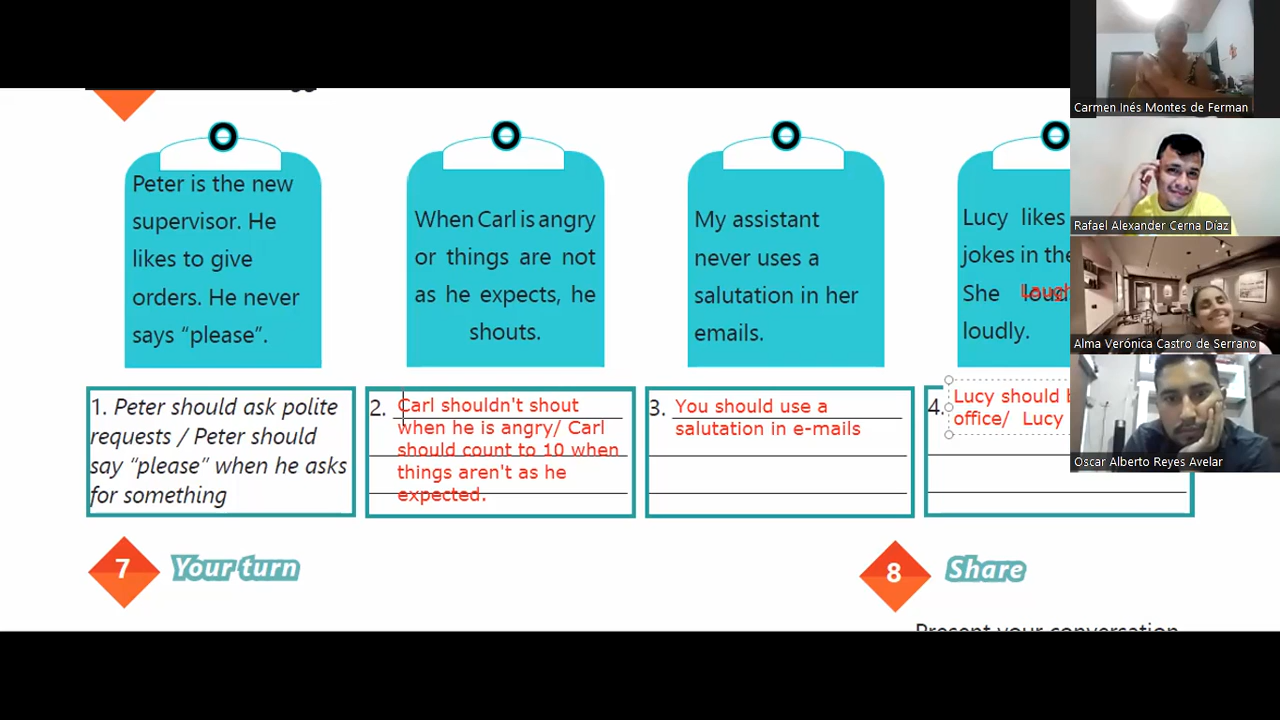 Peter is the new
supervisor. He
likes to give
orders. He never
says “please”.
When Carl is angry
or things are not
as he expects, he
shouts.
My assistant
never uses a
salutation in her
emails.
Lucy likes
jokes in the
She
loudly.
1. Peter should ask polite
requests / Peter should
say “please” when he asks
for something
2. Carl shouldn't shout
when he is angry/ Carl
should count to 10 when
things aren't as he
expected.
3. You should use a
salutation in e-mails
4. Lucy should
office/ Lucy
7 Your turn
8 Share
Present your conversation
Carmen Inés Montes de Ferman
Rafael Alexander Cerna Díaz
Alma Verónica Castro de Serrano
Oscar Alberto Reyes Avelar